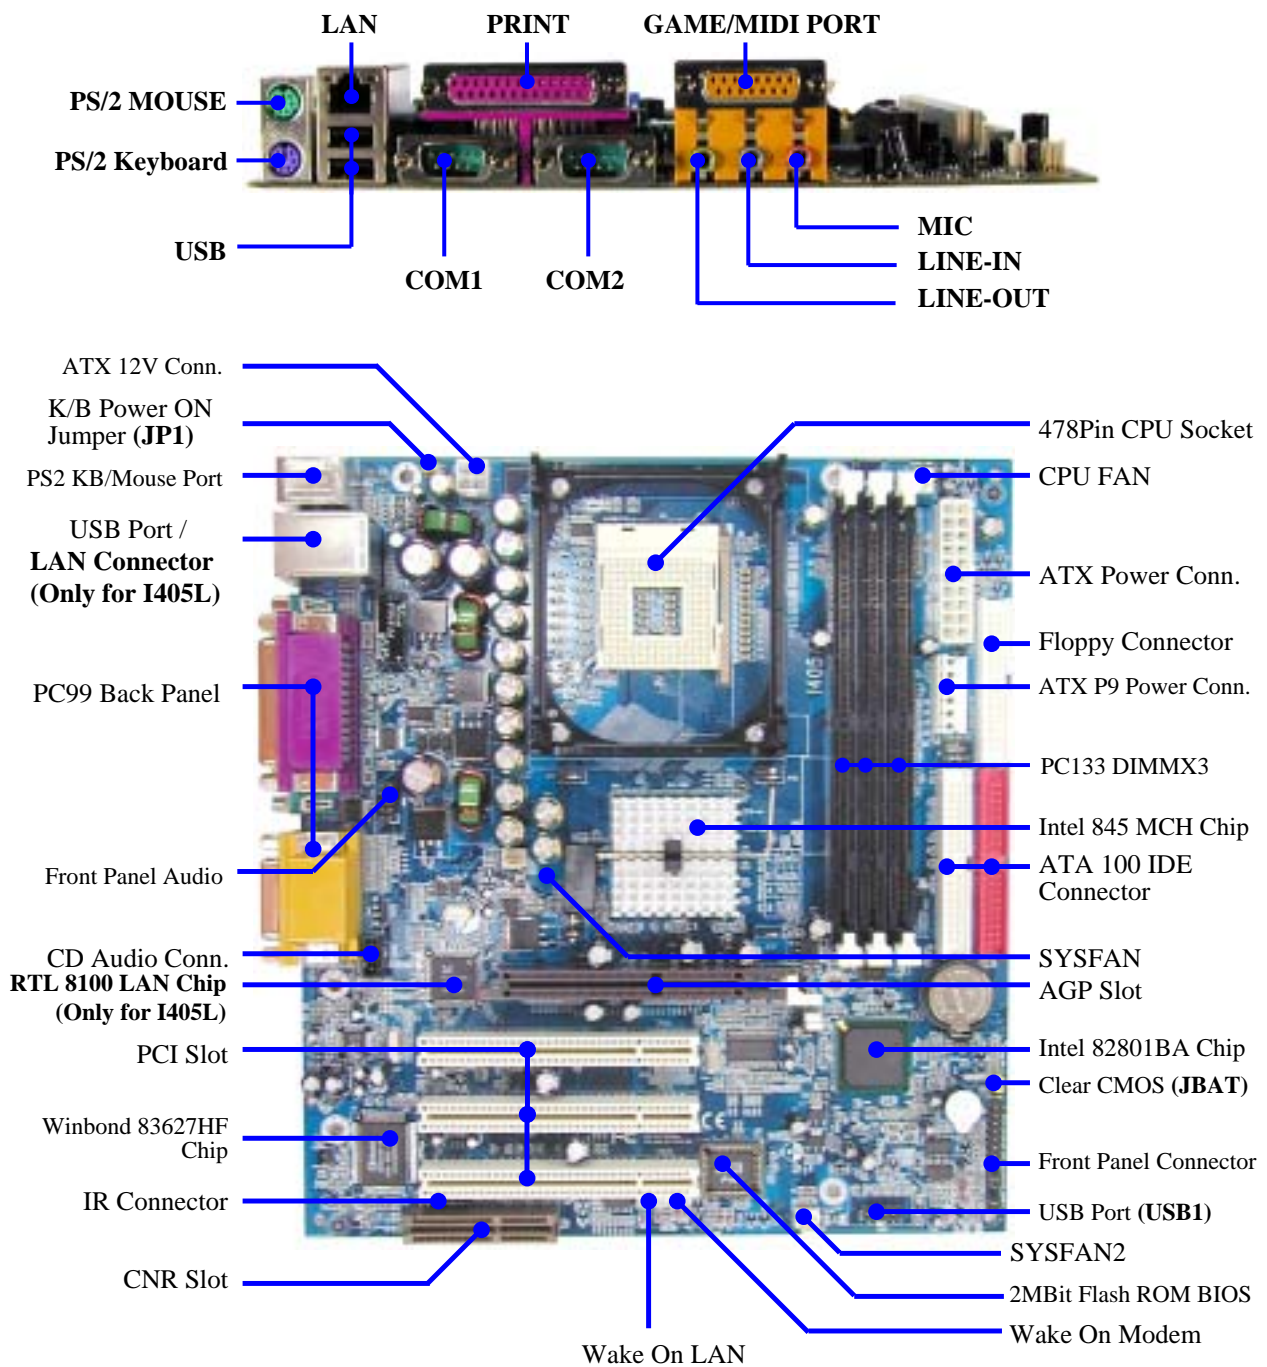 LAN
PRINT
GAME/MIDI PORT
PS/2 MOUSE
PS/2 Keyboard
USB
COM1
COM2
MIC
LINE-IN
LINE-OUT
ATX 12V Conn.
K/B Power ON
Jumper (JP1)
PS2 KB/Mouse Port
USB Port /
LAN Connector
(Only for I405L)
PC99 Back Panel
Front Panel Audio
CD Audio Conn.
RTL 8100 LAN Chip
(Only for I405L)
PCI Slot
Winbond 83627HF
Chip
IR Connector
CNR Slot
Wake On LAN
478Pin CPU Socket
CPU FAN
ATX Power Conn.
Floppy Connector
ATX P9 Power Conn.
PC133 DIMMX3
Intel 845 MCH Chip
ATA 100 IDE
Connector
SYSFAN
AGP Slot
Intel 82801BA Chip
Clear CMOS (JBAT)
Front Panel Connector
USB Port (USB1)
SYSFAN2
2MBit Flash ROM BIOS
Wake On Modem
I405
CE